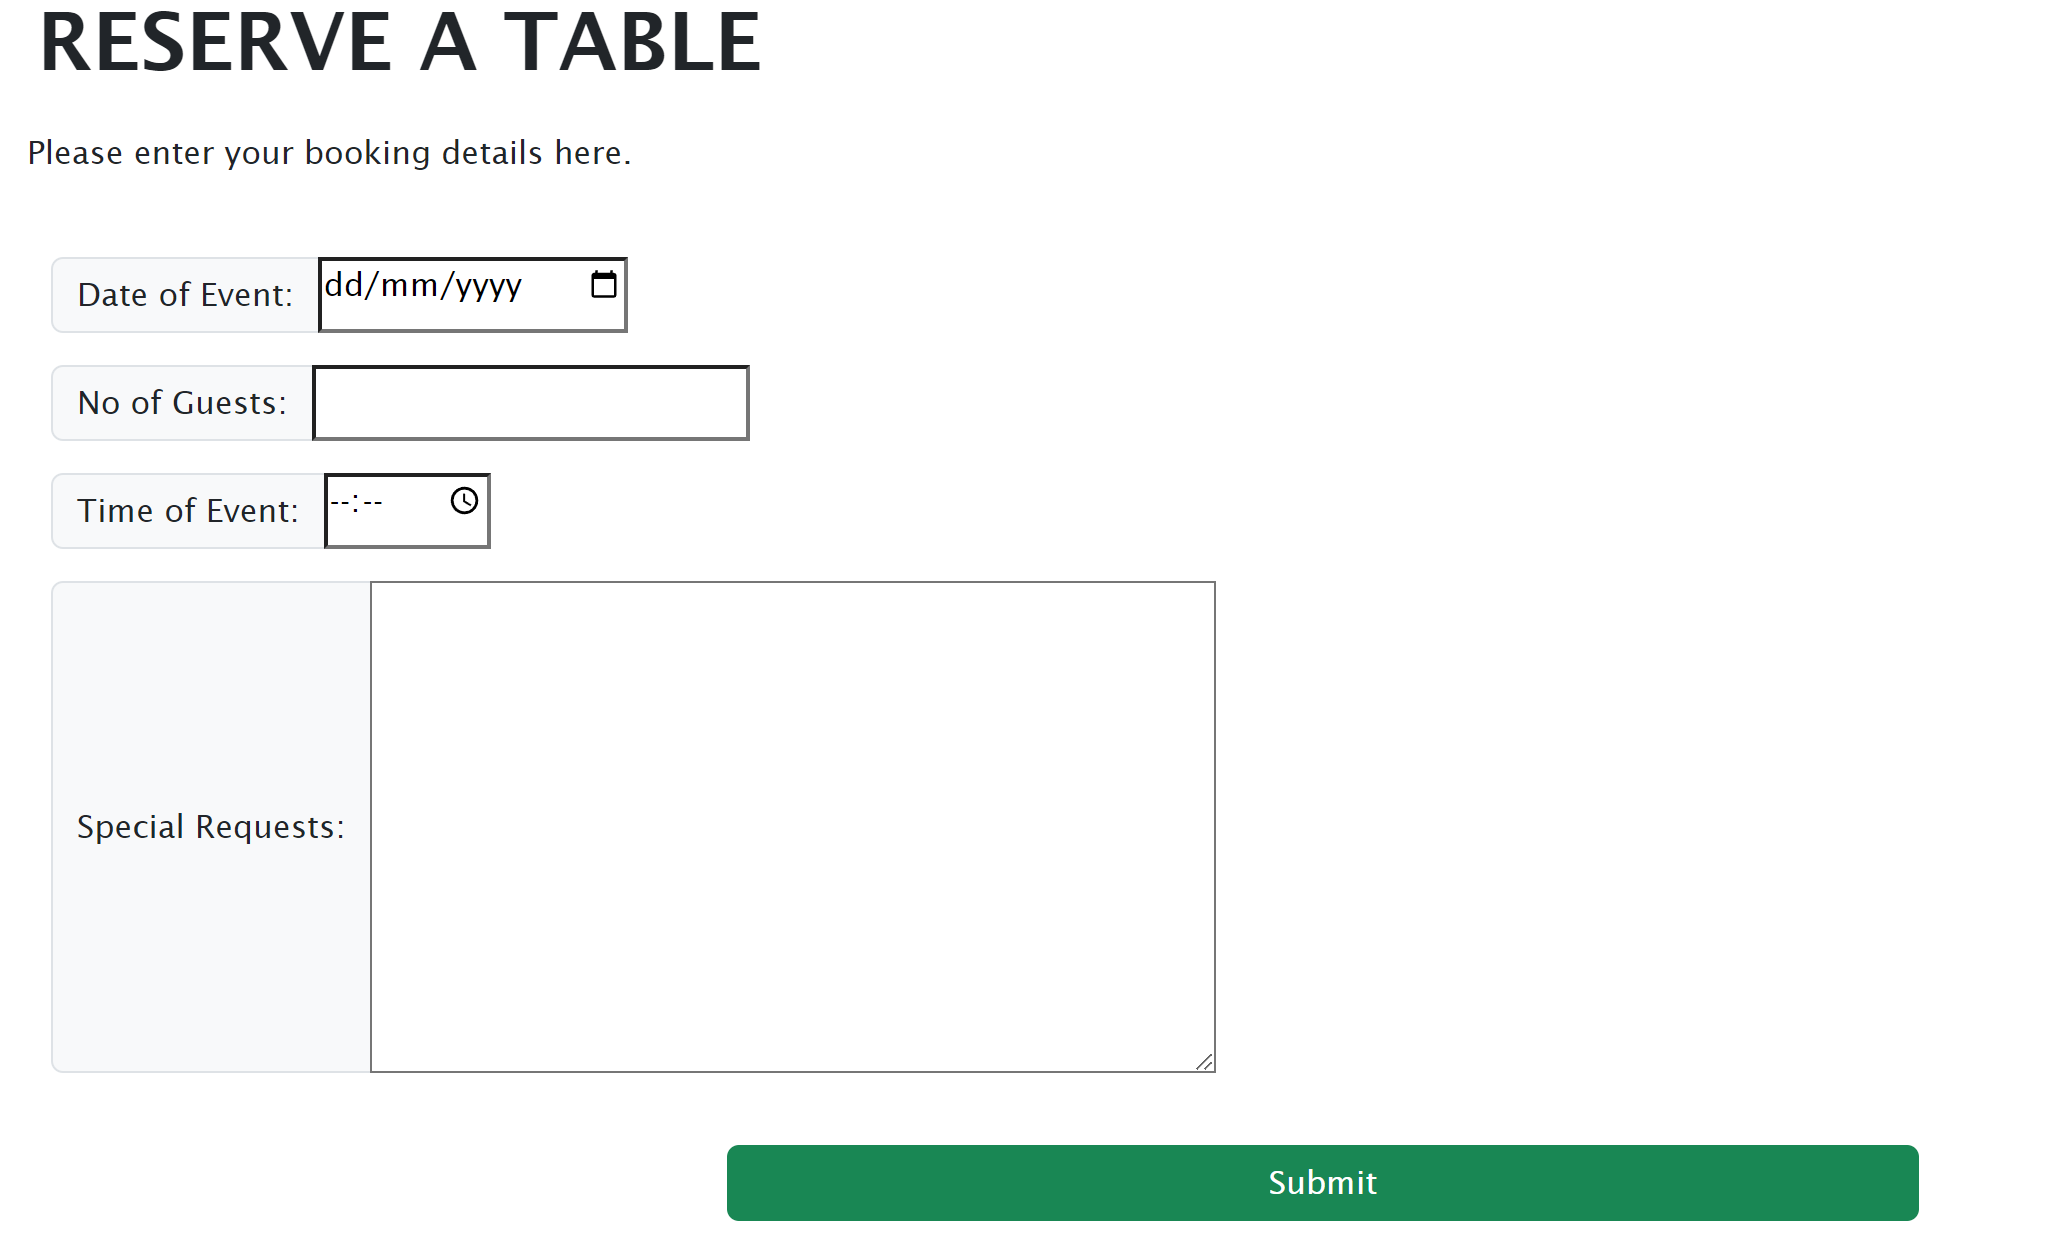 RESERVE A TABLE
Please enter your booking details here.
Date of Event: dd/mm/yyyy
No of Guests:
Time of Event: --:--
Special Requests:
Submit